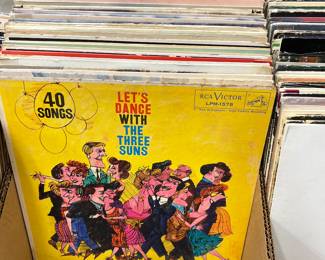 40
SONGS
LET'S
DANCE
WITH
THE
THREE
SUNS
RCA VICTOR
LPM-1578